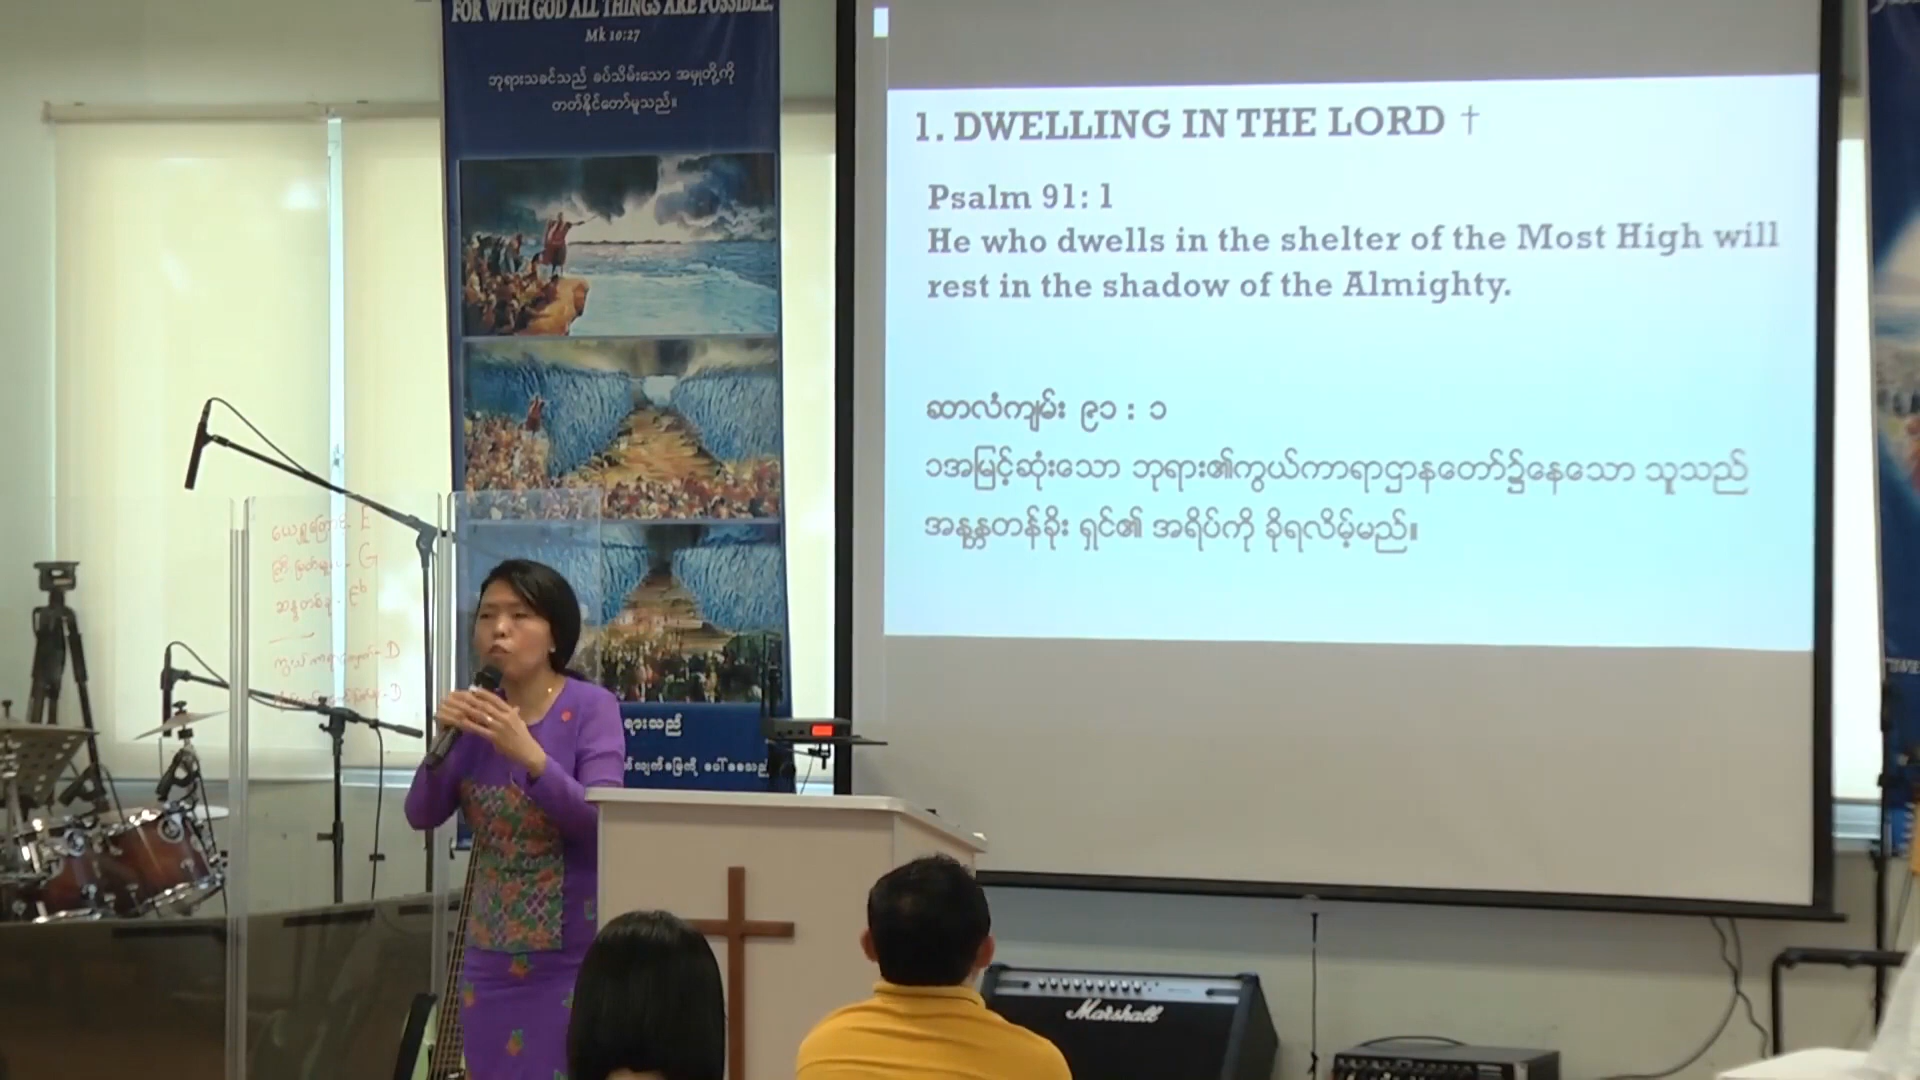 FOR WITH GOD ALL THINGS ARE POSSIBLE.
Mk 10:27
ဘုရားသခင်သည် ခပ်သိမ်းသော အမှုတို့ကို
တတ်နိုင်တော်မူသည်။
1. DWELLING IN THE LORD †
Psalm 91: 1
He who dwells in the shelter of the Most High will
rest in the shadow of the Almighty.
ဆာလံကျမ်း ၉၁ : ၁
၁အမြင့်ဆုံးသော ဘုရား၏ကွယ်ကာရာဌာနတော်၌နေသော သူသည်
အနန္တတန်ခိုး ရှင်၏ အရိပ်ကို ခိုရလိမ့်မည်။
ရားသည်
Marshall